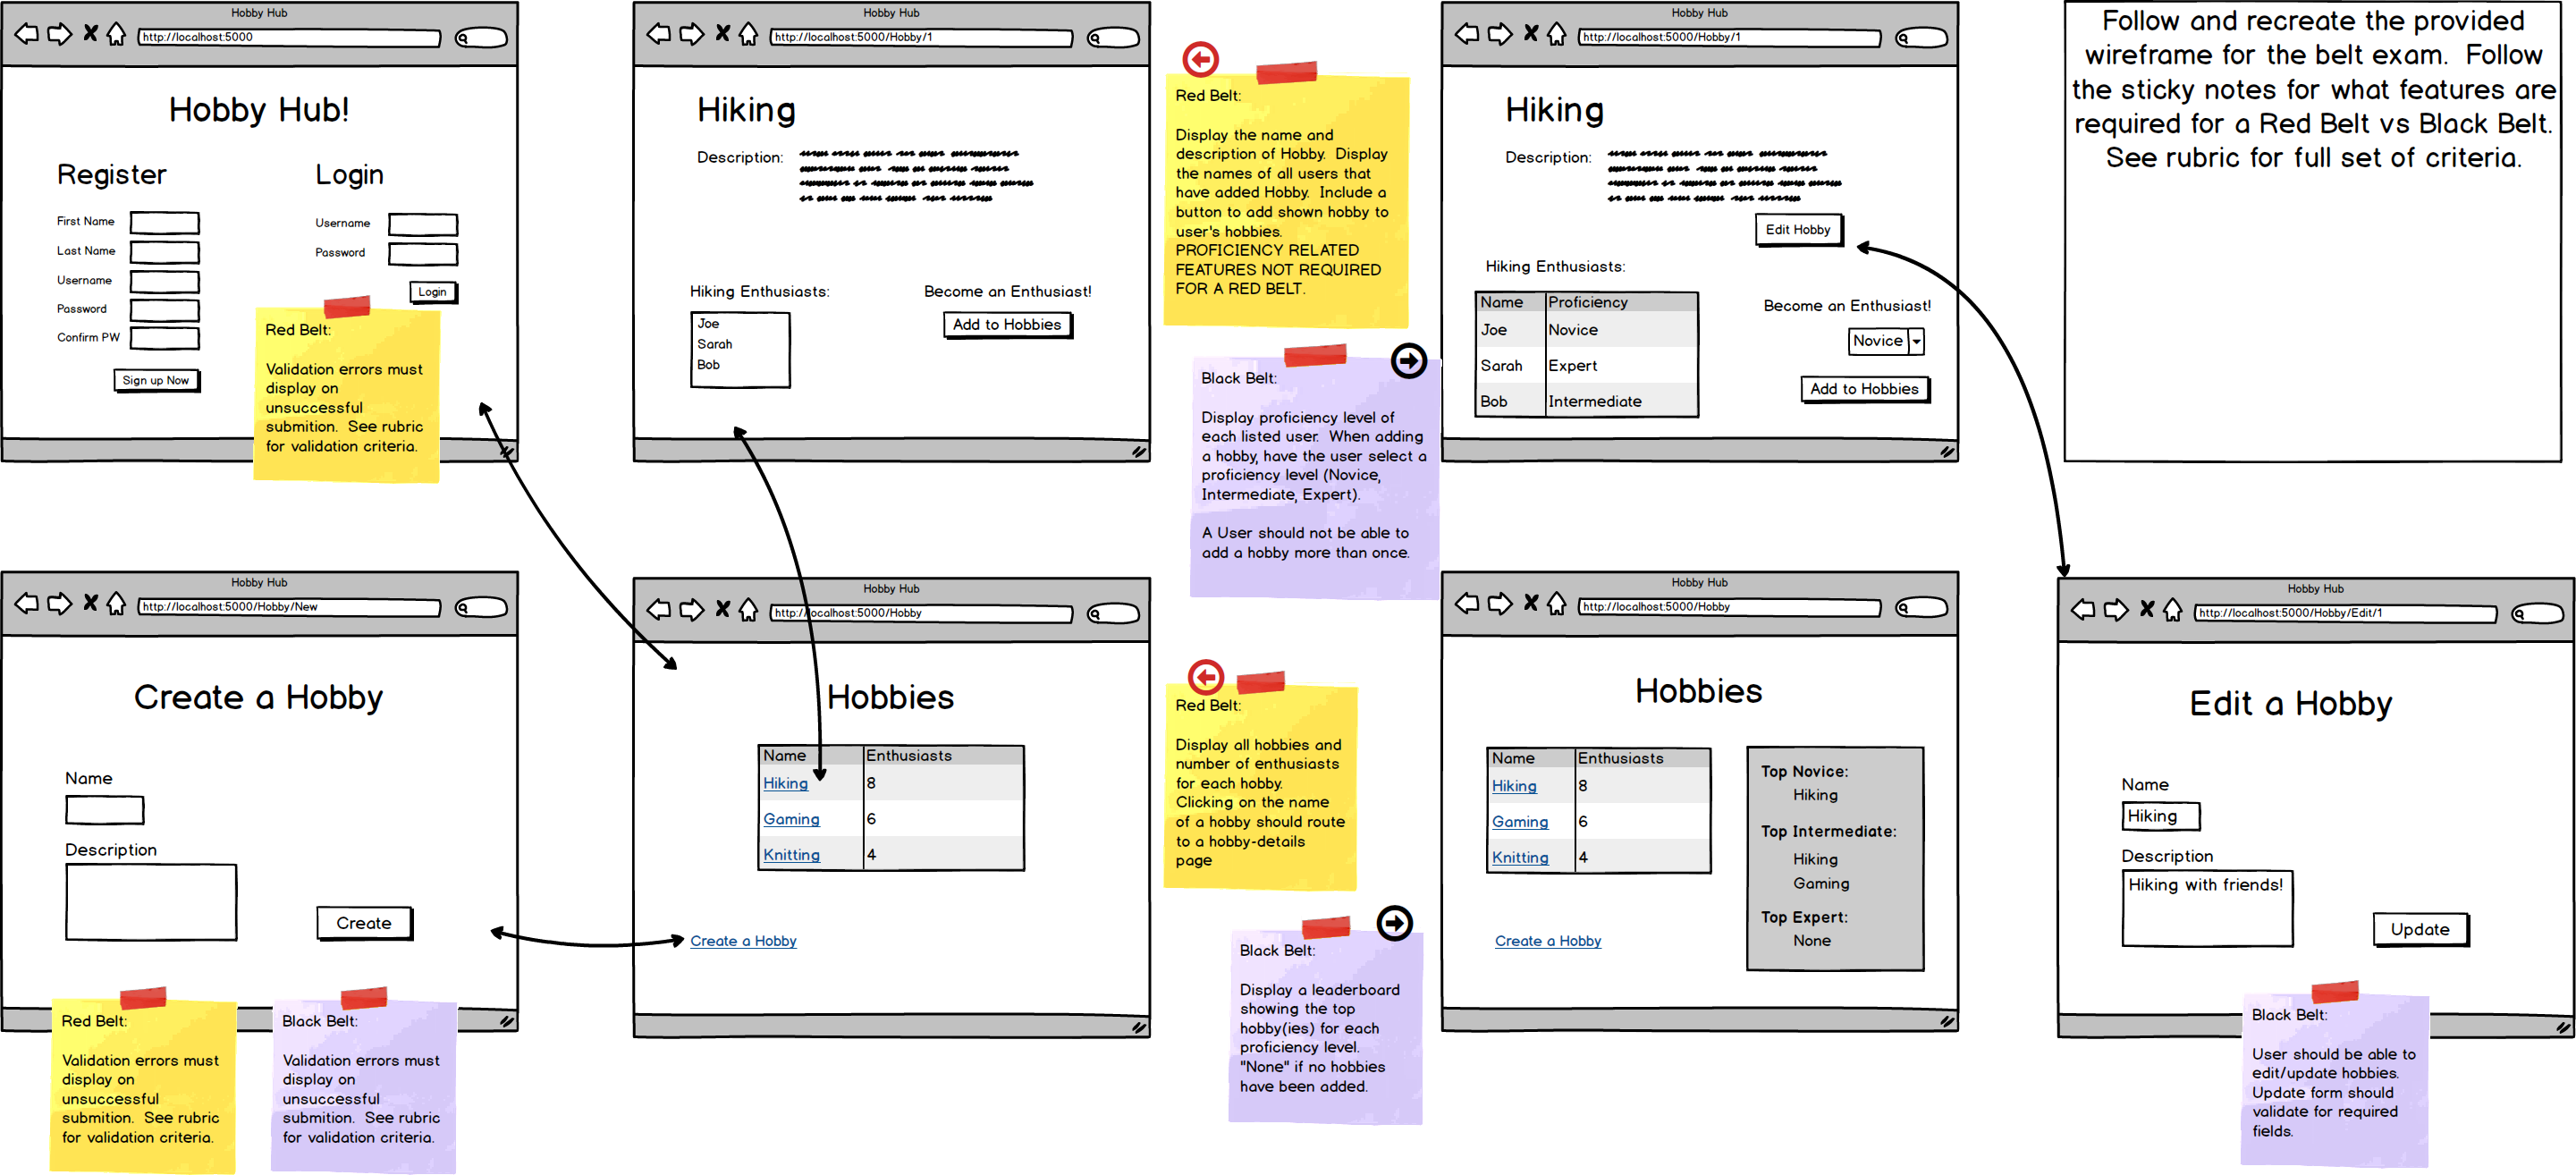 Hobby Hub
http://localhost:5000
Hobby Hub!
Register
Login
First Name
Last Name
Username
Password
Confirm PW
Sign up Now
Username
Password
Login
Red Belt:
Validation errors must
display on
unsuccessful
submition. See rubric
for validation criteria.
Hobby Hub
http://localhost:5000/Hobby/1
Hiking
Description:
Hiking Enthusiasts:
Joe
Sarah
Bob
Become an Enthusiast!
Add to Hobbies
Red Belt:
Display the name and
description of Hobby. Display
the names of all users that
have added Hobby. Include a
button to add shown hobby to
user's hobbies.
PROFICIENCY RELATED
FEATURES NOT REQUIRED
FOR A RED BELT.
Black Belt:
Display proficiency level of
each listed user. When adding
a hobby, have the user select a
proficiency level (Novice,
Intermediate, Expert).
A User should not be able to
add a hobby more than once.
Hobby Hub
http://localhost:5000/Hobby/1
Hiking
Description:
Edit Hobby
Hiking Enthusiasts:
Name Proficiency
Joe Novice
Sarah Expert
Bob Intermediate
Become an Enthusiast!
Novice
Add to Hobbies
Follow and recreate the provided
wireframe for the belt exam. Follow
the sticky notes for what features are
required for a Red Belt vs Black Belt.
See rubric for full set of criteria.
Hobby Hub
http://localhost:5000/Hobby/New
Create a Hobby
Name
Description
Create
Red Belt:
Validation errors must
display on
unsuccessful
submition. See rubric
for validation criteria.
Black Belt:
Validation errors must
display on
unsuccessful
submition. See rubric
for validation criteria.
Hobby Hub
http://localhost:5000/Hobby
Hobbies
Name Enthusiasts
Hiking 8
Gaming 6
Knitting 4
Create a Hobby
Red Belt:
Display all hobbies and
number of enthusiasts
for each hobby.
Clicking on the name
of a hobby should route
to a hobby-details
page
Black Belt:
Display a leaderboard
showing the top
hobby(ies) for each
proficiency level.
"None" if no hobbies
have been added.
Hobby Hub
http://localhost:5000/Hobby
Hobbies
Name Enthusiasts
Hiking 8
Gaming 6
Knitting 4
Create a Hobby
Top Novice:
Hiking
Top Intermediate:
Hiking
Gaming
Top Expert:
None
Hobby Hub
http://localhost:5000/Hobby/Edit/1
Edit a Hobby
Name
Hiking
Description
Hiking with friends!
Update
Black Belt:
User should be able to
edit/update hobbies.
Update form should
validate for required
fields.